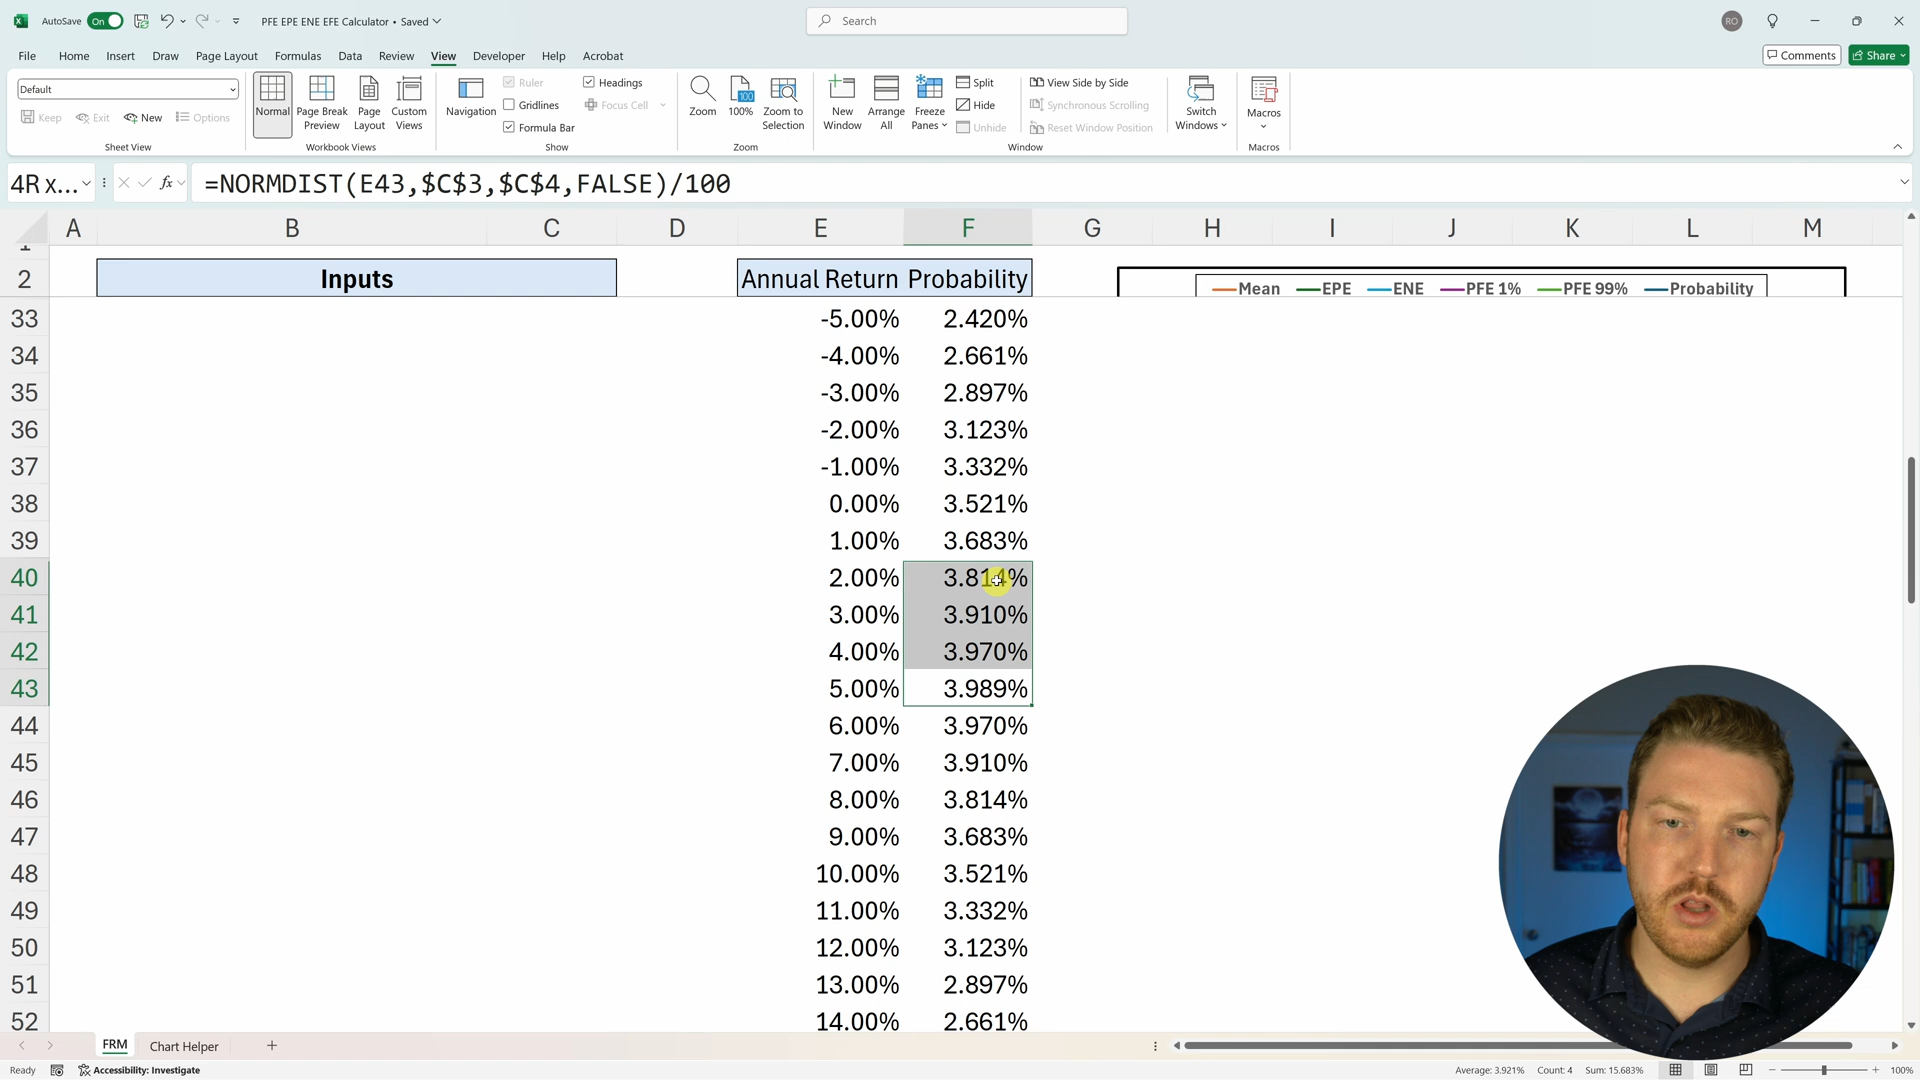 AutoSave On PFE EPE ENE EFE Calculator • Saved Search RO
File Home Insert Draw Page Layout Formulas Data Review View Developer Help Acrobat Comments Share
Default
Keep Exit New Options
Sheet View
Normal Page Break Preview Page Layout Custom Views
Workbook Views
Navigation
Ruler Headings
Gridlines Focus Cell
Formula Bar
Show
Zoom 100% Zoom to Selection
Zoom
New Window Arrange All Freeze Panes
Split View Side by Side
Hide Synchronous Scrolling
Unhide Reset Window Position
Switch Windows
Window
Macros
Macros
4R x... fx =NORMDIST(E43,$C$3,$C$4,FALSE)/100
A B C D E F G H I J K L M
2 Inputs Annual Return Probability Mean EPE ENE PFE 1% PFE 99% Probability
33 -5.00% 2.420%
34 -4.00% 2.661%
35 -3.00% 2.897%
36 -2.00% 3.123%
37 -1.00% 3.332%
38 0.00% 3.521%
39 1.00% 3.683%
40 2.00% 3.814%
41 3.00% 3.910%
42 4.00% 3.970%
43 5.00% 3.989%
44 6.00% 3.970%
45 7.00% 3.910%
46 8.00% 3.814%
47 9.00% 3.683%
48 10.00% 3.521%
49 11.00% 3.332%
50 12.00% 3.123%
51 13.00% 2.897%
52 14.00% 2.661%
FRM Chart Helper
Ready Accessibility: Investigate Average: 3.921% Count: 4 Sum: 15.683% 100%